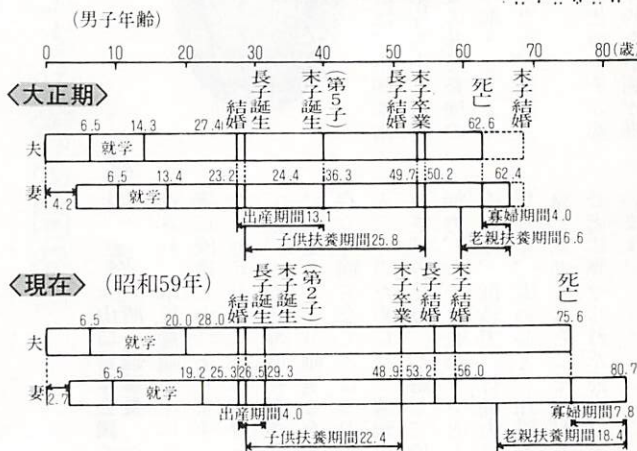 (男子年齢)
0 10 20 30 40 50 60 70 80(歳)
〈大正期〉
結婚 長子誕生 末子誕生(第5子) 長子結婚 末子卒業 死亡 末子結婚
夫 6.5 就学 14.3 27.4 62.6
妻 4.2 6.5 就学 13.4 23.2 24.4 36.3 49.7 50.2 62.4
出産期間13.1 寡婦期間4.0
子供扶養期間25.8 老親扶養期間6.6
〈現在〉(昭和59年)
結婚 長子誕生 末子誕生(第2子) 末子卒業 長子結婚 末子結婚 死亡
夫 6.5 就学 20.0 28.0 75.6
妻 2.7 6.5 就学 19.2 25.3 26.5 29.3 48.9 53.2 56.0 80.7
出産期間4.0 寡婦期間7.8
子供扶養期間22.4 老親扶養期間18.4